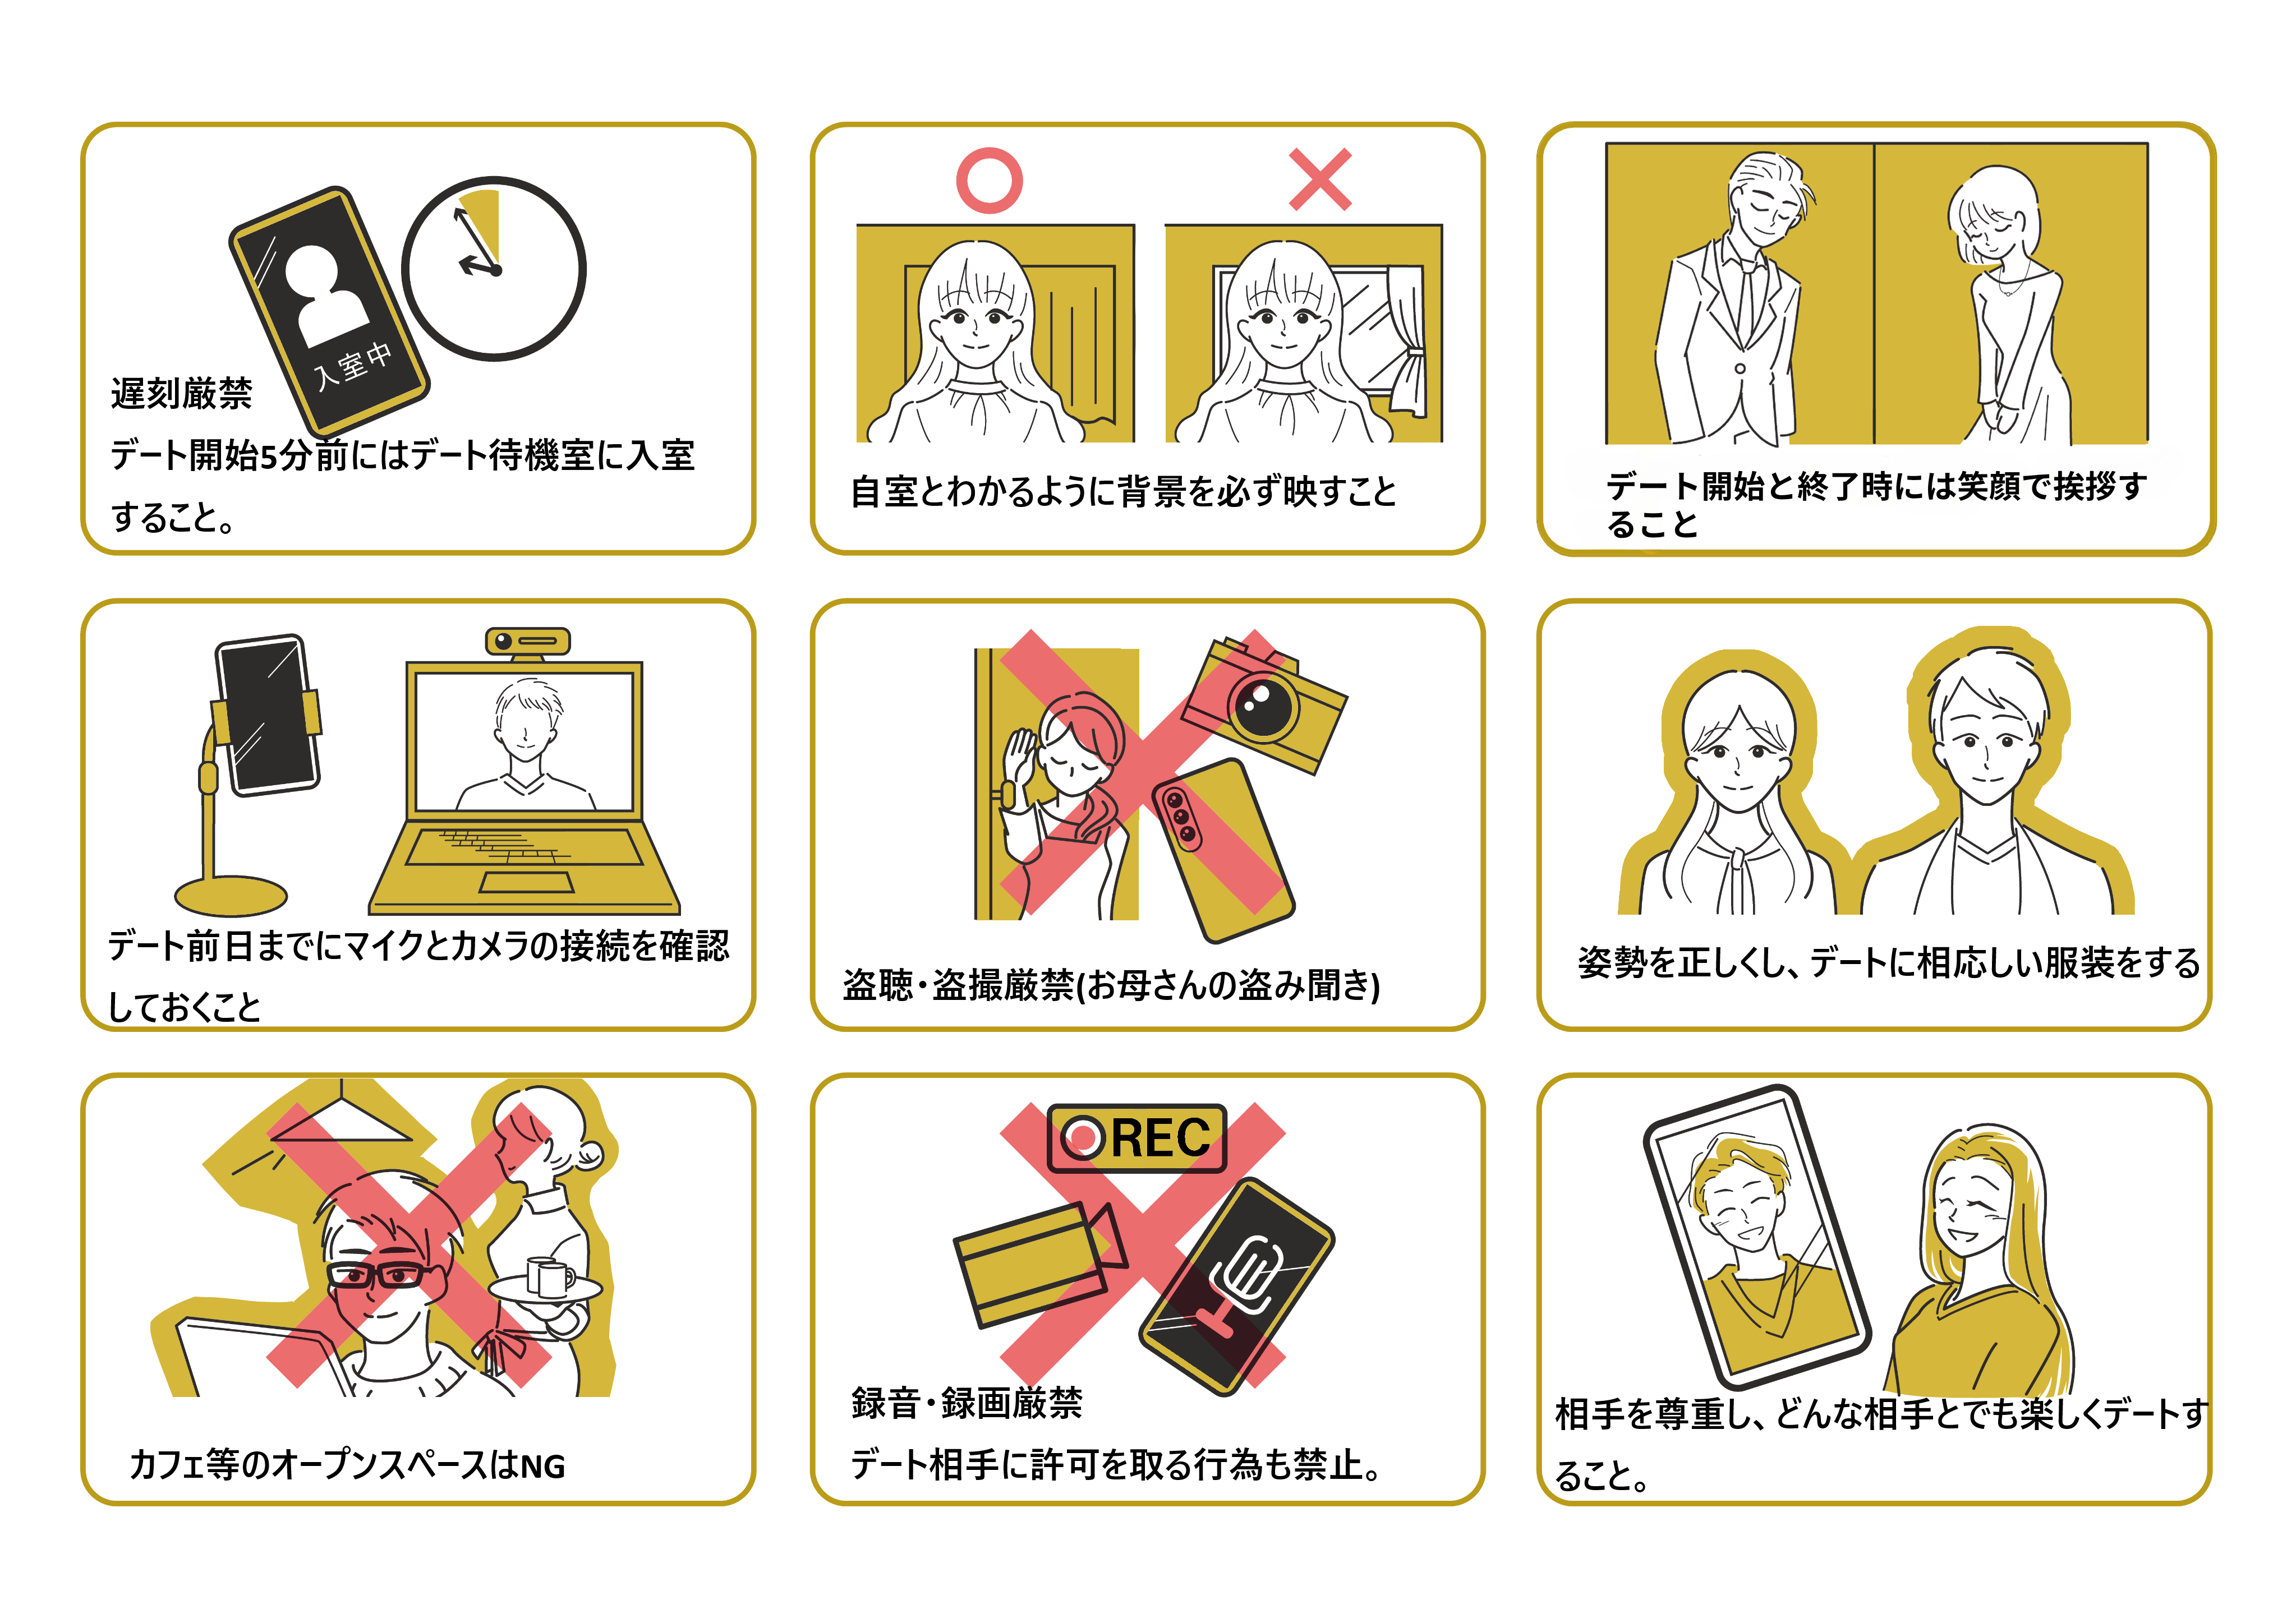 入室中
遅刻厳禁
デート開始5分前にはデート待機室に入室
すること。
自室とわかるように背景を必ず映すこと
デート開始と終了時には笑顔で挨拶す
ること
デート前日までにマイクとカメラの接続を確認
しておくこと
盗聴・盗撮厳禁(お母さんの盗み聞き)
姿勢を正しくし、デートに相応しい服装をする
カフェ等のオープンスペースはNG
REC
録音・録画厳禁
デート相手に許可を取る行為も禁止。
相手を尊重し、どんな相手とでも楽しくデートす
ること。